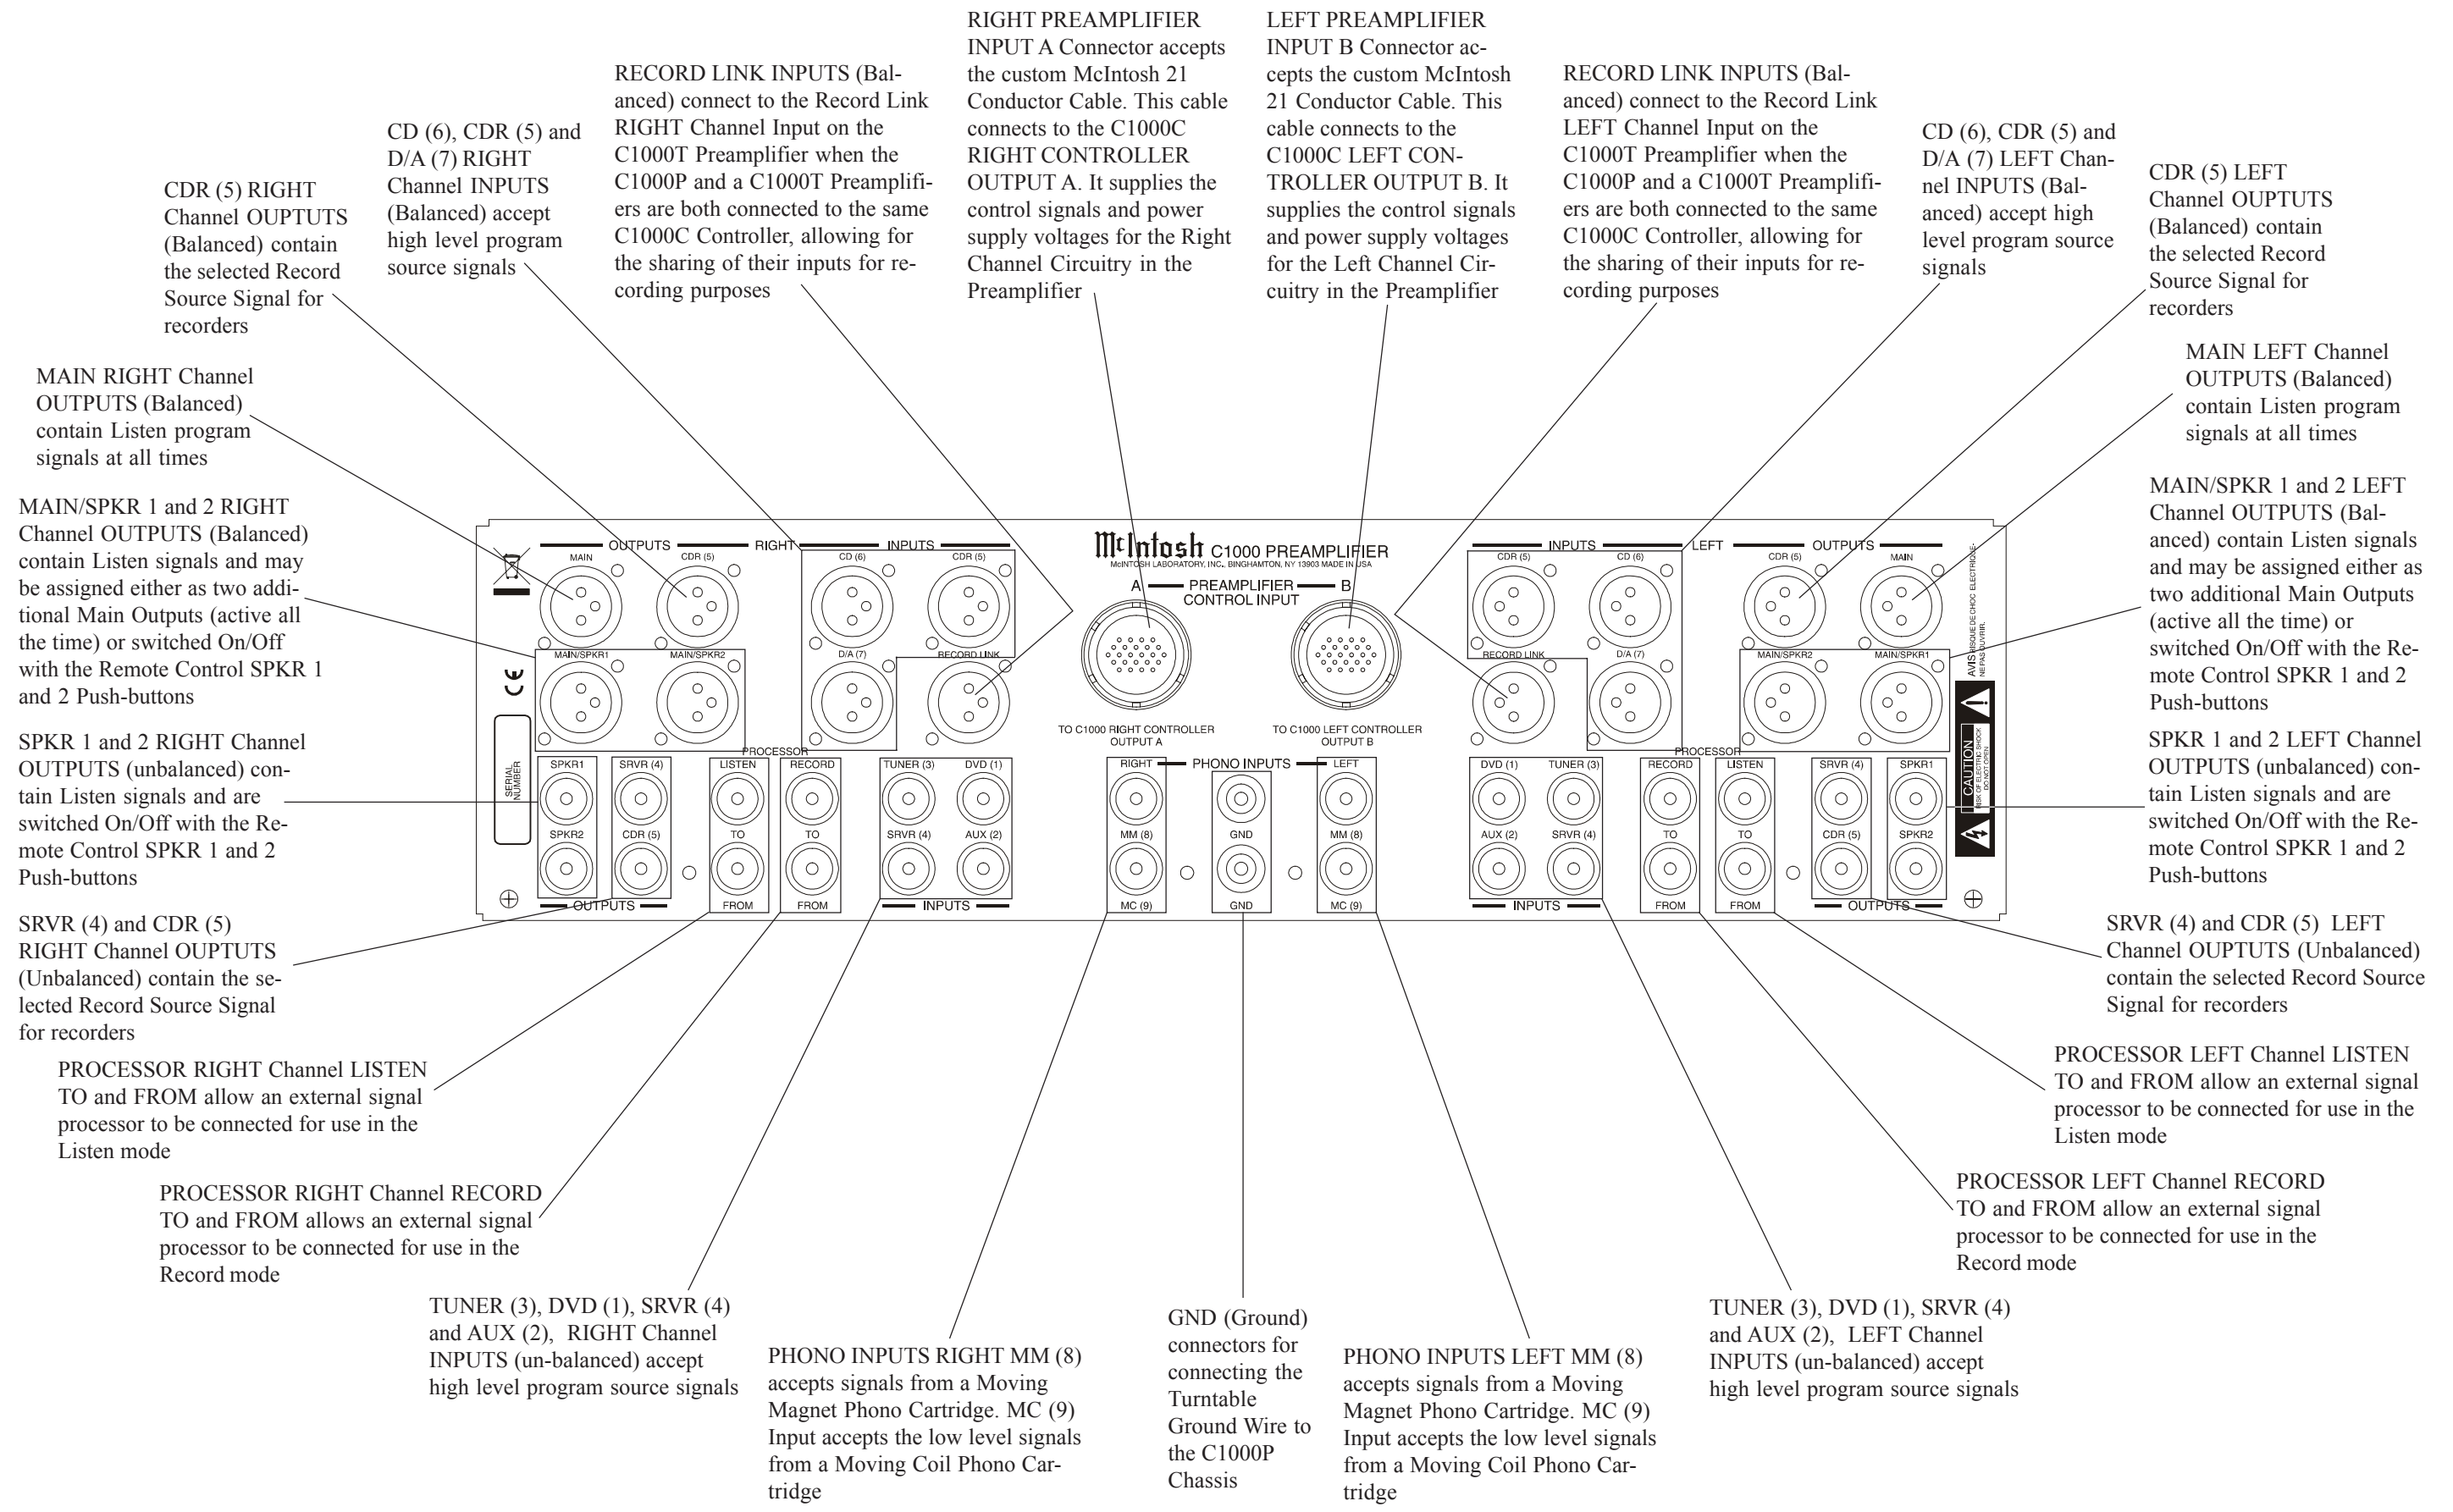 RIGHT PREAMPLIFIER
INPUT A Connector accepts
the custom McIntosh 21
Conductor Cable. This cable
connects to the C1000C
RIGHT CONTROLLER
OUTPUT A. It supplies the
control signals and power
supply voltages for the Right
Channel Circuitry in the
Preamplifier
LEFT PREAMPLIFIER
INPUT B Connector ac-
cepts the custom McIntosh
21 Conductor Cable. This
cable connects to the
C1000C LEFT CON-
TROLLER OUTPUT B. It
supplies the control signals
and power supply voltages
for the Left Channel Cir-
cuitry in the Preamplifier
RECORD LINK INPUTS (Bal-
anced) connect to the Record Link
RIGHT Channel Input on the
C1000T Preamplifier when the
C1000P and a C1000T Preamplifi-
ers are both connected to the same
C1000C Controller, allowing for
the sharing of their inputs for re-
cording purposes
RECORD LINK INPUTS (Bal-
anced) connect to the Record Link
LEFT Channel Input on the
C1000T Preamplifier when the
C1000P and a C1000T Preamplifi-
ers are both connected to the same
C1000C Controller, allowing for
the sharing of their inputs for re-
cording purposes
CD (6), CDR (5) and
D/A (7) RIGHT
Channel INPUTS
(Balanced) accept
high level program
source signals
CD (6), CDR (5) and
D/A (7) LEFT Chan-
nel INPUTS (Bal-
anced) accept high
level program source
signals
CDR (5) RIGHT
Channel OUPTUTS
(Balanced) contain
the selected Record
Source Signal for
recorders
CDR (5) LEFT
Channel OUPTUTS
(Balanced) contain
the selected Record
Source Signal for
recorders
MAIN RIGHT Channel
OUTPUTS (Balanced)
contain Listen program
signals at all times
MAIN LEFT Channel
OUTPUTS (Balanced)
contain Listen program
signals at all times
MAIN/SPKR 1 and 2 RIGHT
Channel OUTPUTS (Balanced)
contain Listen signals and may
be assigned either as two addi-
tional Main Outputs (active all
the time) or switched On/Off
with the Remote Control SPKR 1
and 2 Push-buttons
MAIN/SPKR 1 and 2 LEFT
Channel OUTPUTS (Bal-
anced) contain Listen signals
and may be assigned either as
two additional Main Outputs
(active all the time) or
switched On/Off with the Re-
mote Control SPKR 1 and 2
Push-buttons
SPKR 1 and 2 RIGHT Channel
OUTPUTS (unbalanced) con-
tain Listen signals and are
switched On/Off with the Re-
mote Control SPKR 1 and 2
Push-buttons
SPKR 1 and 2 LEFT Channel
OUTPUTS (unbalanced) con-
tain Listen signals and are
switched On/Off with the Re-
mote Control SPKR 1 and 2
Push-buttons
OUTPUTS RIGHT INPUTS
MAIN CDR (5) CD (6) CDR (5)
McIntosh C1000 PREAMPLIFIER
McINTOSH LABORATORY, INC., BINGHAMTON, NY 13903 MADE IN USA
A PREAMPLIFIER B
CONTROL INPUT
INPUTS LEFT OUTPUTS
CDR (5) CD (6) CDR (5) MAIN
MAIN/SPKR1 MAIN/SPKR2 D/A (7) RECORD LINK
RECORD LINK D/A (7) MAIN/SPKR2 MAIN/SPKR1
TO C1000 RIGHT CONTROLLER
OUTPUT A
TO C1000 LEFT CONTROLLER
OUTPUT B
CE
SERIAL
NUMBER
AVIS RISQUE DE CHOC ELECTRIQUE-
NE PAS OUVRIR.
CAUTION
RISK OF ELECTRIC SHOCK
DO NOT OPEN
PROCESSOR
SPKR1 SRVR (4) LISTEN RECORD TUNER (3) DVD (1)
RIGHT PHONO INPUTS LEFT
PROCESSOR
DVD (1) TUNER (3) RECORD LISTEN SRVR (4) SPKR1
SPKR2 CDR (5) TO TO SRVR (4) AUX (2)
MM (8) GND MM (8)
AUX (2) SRVR (4) TO TO CDR (5) SPKR2
OUTPUTS FROM FROM INPUTS
MC (9) GND MC (9)
INPUTS FROM FROM OUTPUTS
SRVR (4) and CDR (5)
RIGHT Channel OUPTUTS
(Unbalanced) contain the se-
lected Record Source Signal
for recorders
SRVR (4) and CDR (5) LEFT
Channel OUPTUTS (Unbalanced)
contain the selected Record Source
Signal for recorders
PROCESSOR RIGHT Channel LISTEN
TO and FROM allow an external signal
processor to be connected for use in the
Listen mode
PROCESSOR LEFT Channel LISTEN
TO and FROM allow an external signal
processor to be connected for use in the
Listen mode
PROCESSOR RIGHT Channel RECORD
TO and FROM allows an external signal
processor to be connected for use in the
Record mode
PROCESSOR LEFT Channel RECORD
TO and FROM allow an external signal
processor to be connected for use in the
Record mode
TUNER (3), DVD (1), SRVR (4)
and AUX (2), RIGHT Channel
INPUTS (un-balanced) accept
high level program source signals
PHONO INPUTS RIGHT MM (8)
accepts signals from a Moving
Magnet Phono Cartridge. MC (9)
Input accepts the low level signals
from a Moving Coil Phono Car-
tridge
GND (Ground)
connectors for
connecting the
Turntable
Ground Wire to
the C1000P
Chassis
PHONO INPUTS LEFT MM (8)
accepts signals from a Moving
Magnet Phono Cartridge. MC (9)
Input accepts the low level signals
from a Moving Coil Phono Car-
tridge
TUNER (3), DVD (1), SRVR (4)
and AUX (2), LEFT Channel
INPUTS (un-balanced) accept
high level program source signals